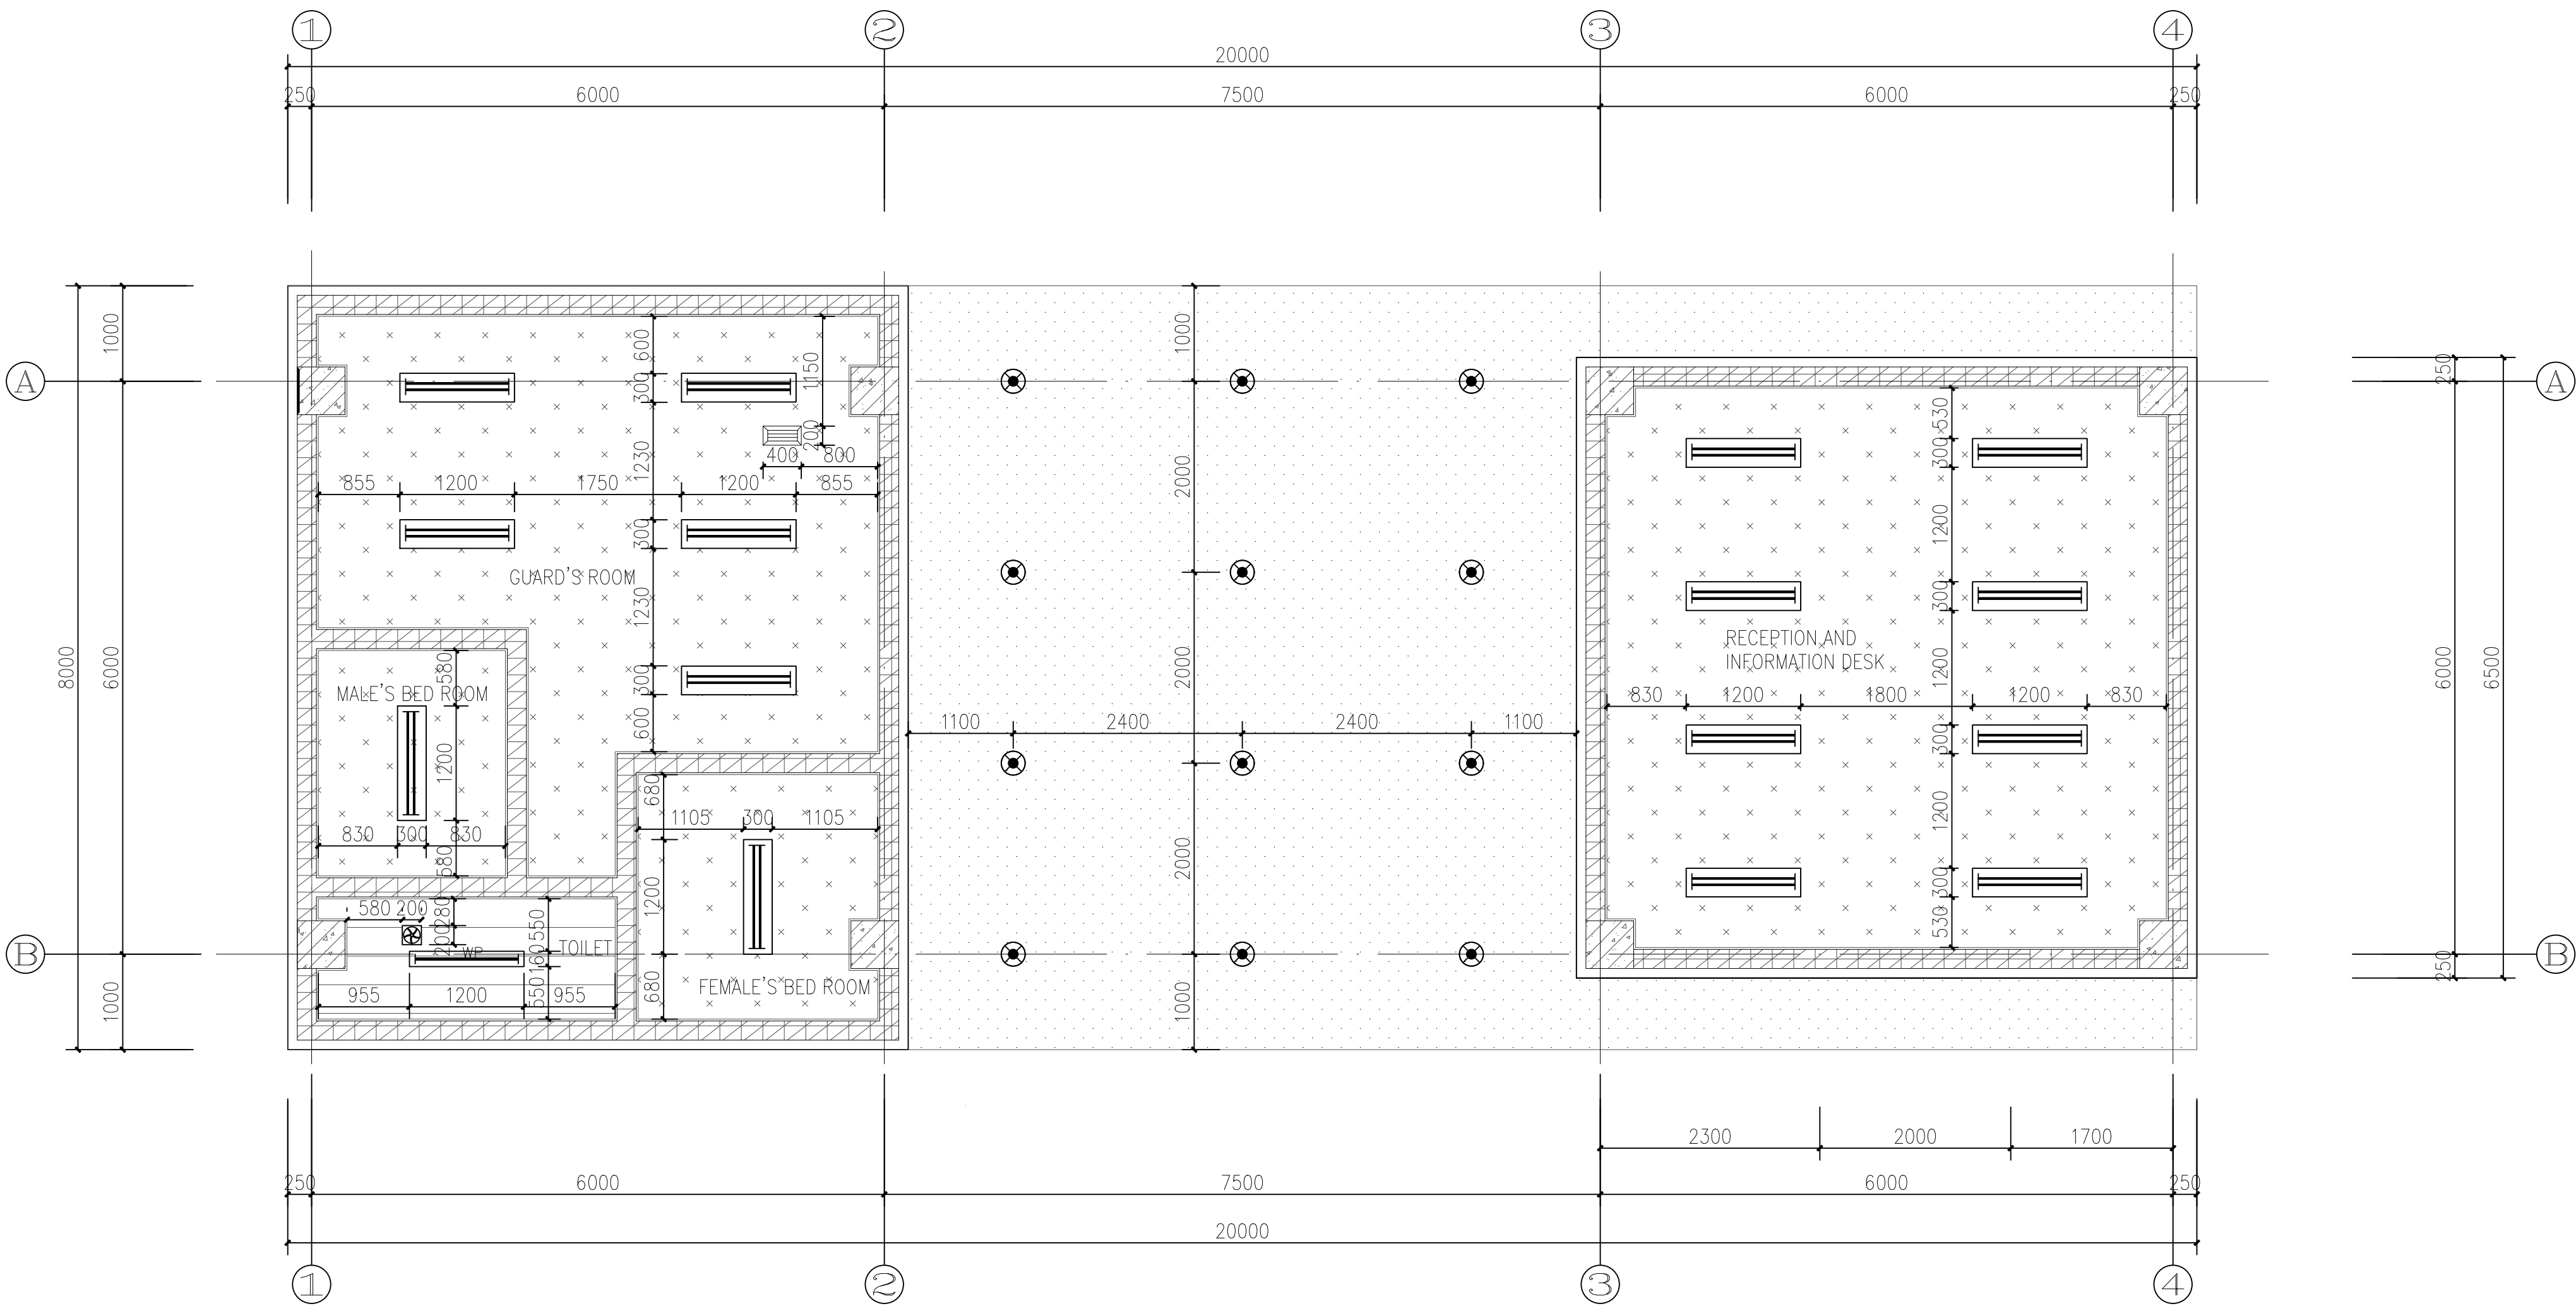 1 2 3 4
20000
250 6000 7500 6000 250
A A
8000
1000 6000 1000
600 300 1230 300 1230 300 600
1150 200
400 800
855 1200 1750 1200 855
GUARD'S ROOM
MALE'S BED ROOM
580 1200 580
830 300 830
680 1200 680
1105 300 1105
FEMALE'S BED ROOM
580 200
280 200
550 160 550
WP
TOILET
955 1200 955
1000 2000 2000 2000 1000
1100 2400 2400 1100
RECEPTION AND
INFORMATION DESK
530 300 1200 300 1200 300 1200 300 530
830 1200 1800 1200 830
250 6000 250
6500
B B
2300 2000 1700
250 6000 7500 6000 250
20000
1 2 3 4